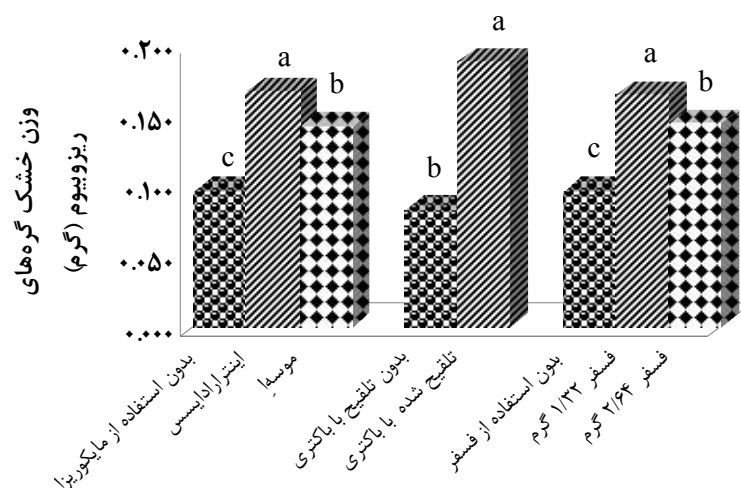 وزن خشک گره‌های
ریزوبیوم (گرم)
۰.۲۰۰
۰.۱۵۰
۰.۱۰۰
۰.۰۵۰
۰.۰۰۰
c
a
b
b
a
c
a
b
بدون استفاده از مایکوریزا
اینترارادایسس
موسه‌ا
بدون تلقیح با باکتری
تلقیح شده با باکتری
بدون استفاده از فسفر
فسفر ۱/۳۲ گرم
فسفر ۲/۶۴ گرم